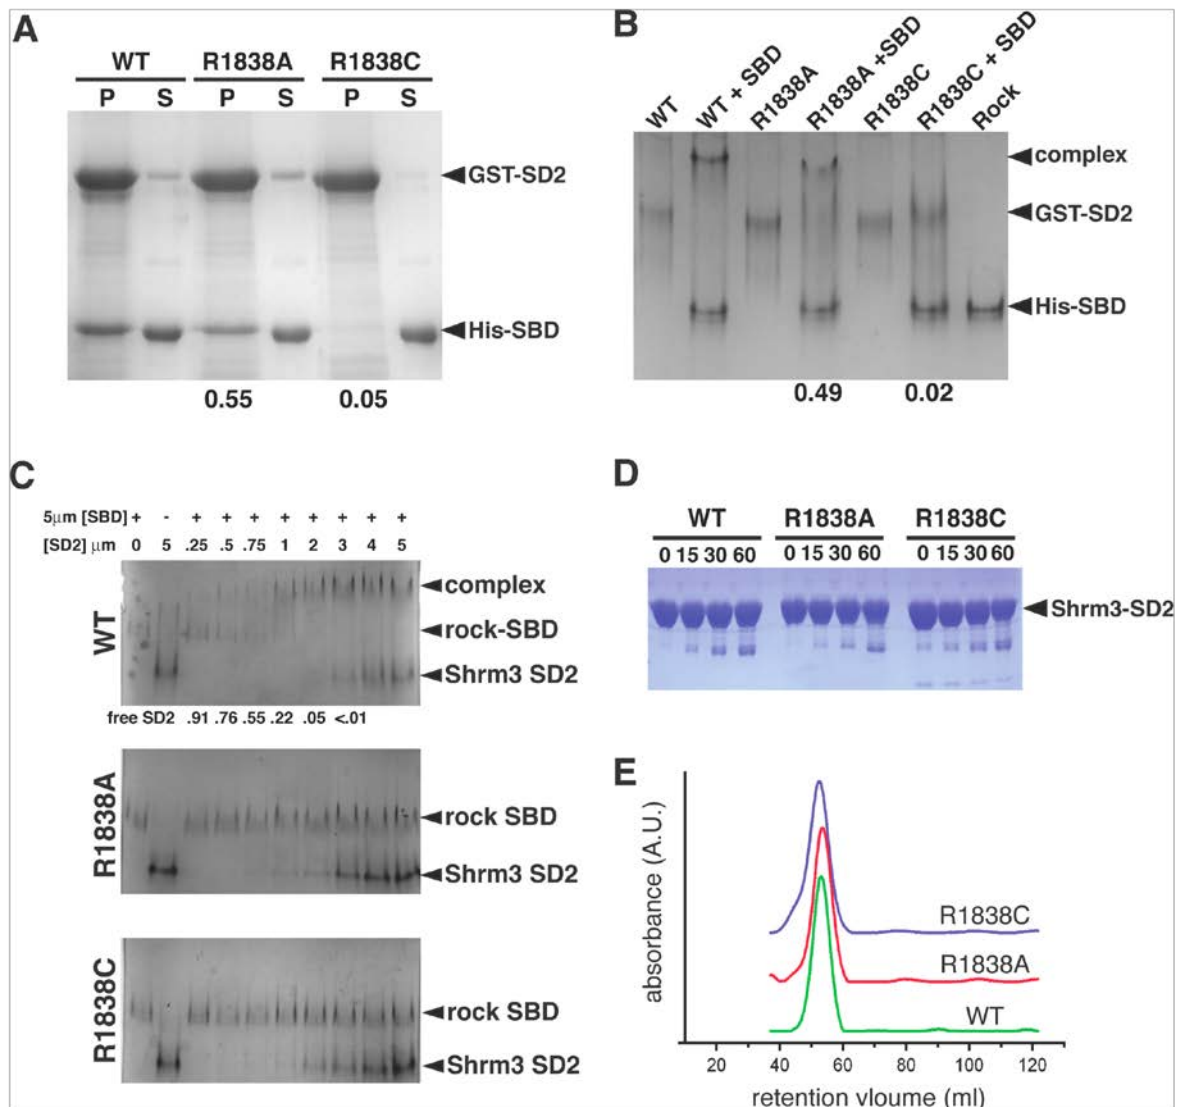 A
WT R1838A R1838C
P S P S P S
GST-SD2
His-SBD
0.55 0.05
B
WT WT + SBD R1838A R1838A +SBD R1838C R1838C + SBD Rock
complex
GST-SD2
His-SBD
0.49 0.02
C
5μm [SBD] + - + + + + + + + +
[SD2] μm 0 5 .25 .5 .75 1 2 3 4 5
WT
complex
rock-SBD
Shrm3 SD2
free SD2 .91 .76 .55 .22 .05 <.01
R1838A
rock SBD
Shrm3 SD2
R1838C
rock SBD
Shrm3 SD2
D
WT R1838A R1838C
0 15 30 60 0 15 30 60 0 15 30 60
Shrm3-SD2
E
absorbance (A.U.)
R1838C
R1838A
WT
20 40 60 80 100 120
retention vloume (ml)